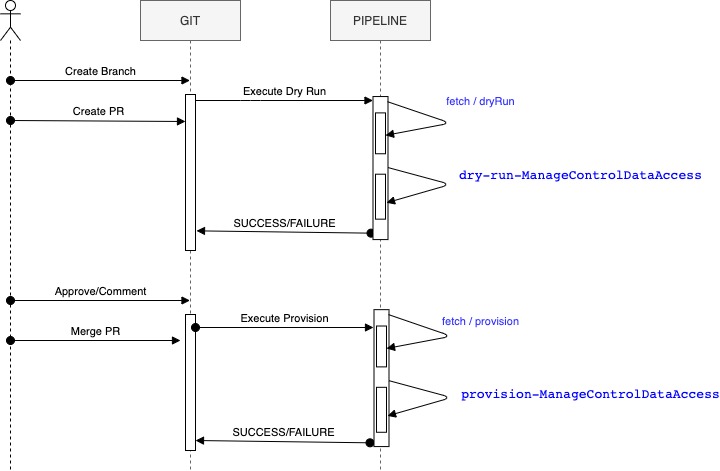 GIT
PIPELINE
Create Branch
Execute Dry Run
fetch / dryRun
Create PR
dry-run-ManageControlDataAccess
SUCCESS/FAILURE
Approve/Comment
Execute Provision
fetch / provision
Merge PR
provision-ManageControlDataAccess
SUCCESS/FAILURE